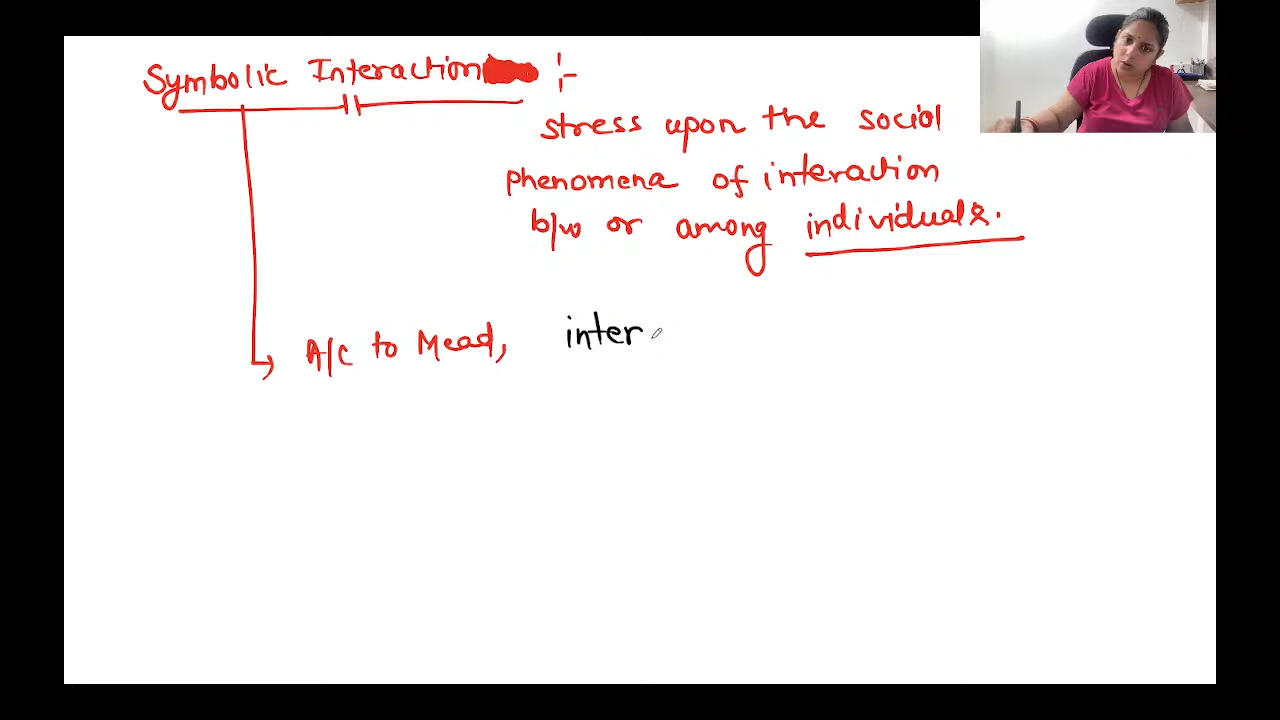 Symbolic Interaction :-
stress upon the social
phenomena of interaction
b/w or among individuals.
A/C to Mead, inter